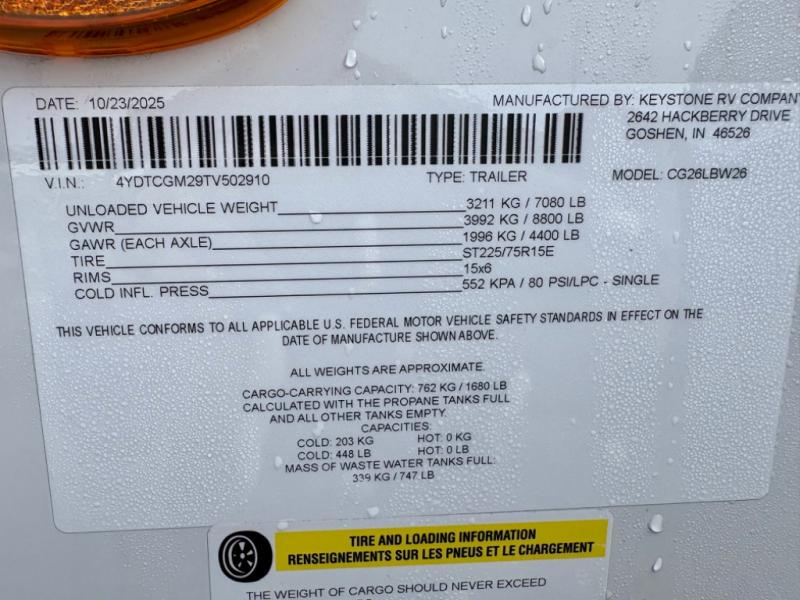 DATE: 10/23/2025
MANUFACTURED BY: KEYSTONE RV COMPANY
2642 HACKBERRY DRIVE
GOSHEN, IN 46526
V.I.N.: 4YDTCGM29TV502910 TYPE: TRAILER MODEL: CG26LBW26
UNLOADED VEHICLE WEIGHT 3211 KG / 7080 LB
GVWR 3992 KG / 8800 LB
GAWR (EACH AXLE) 1996 KG / 4400 LB
TIRE ST225/75R15E
RIMS 15x6
COLD INFL. PRESS 552 KPA / 80 PSI/LPC - SINGLE
THIS VEHICLE CONFORMS TO ALL APPLICABLE U.S. FEDERAL MOTOR VEHICLE SAFETY STANDARDS IN EFFECT ON THE
DATE OF MANUFACTURE SHOWN ABOVE.
ALL WEIGHTS ARE APPROXIMATE.
CARGO-CARRYING CAPACITY: 762 KG / 1680 LB
CALCULATED WITH THE PROPANE TANKS FULL
AND ALL OTHER TANKS EMPTY.
CAPACITIES:
COLD: 203 KG HOT: 0 KG
COLD: 448 LB HOT: 0 LB
MASS OF WASTE WATER TANKS FULL:
339 KG / 747 LB
TIRE AND LOADING INFORMATION
RENSEIGNEMENTS SUR LES PNEUS ET LE CHARGEMENT
THE WEIGHT OF CARGO SHOULD NEVER EXCEED